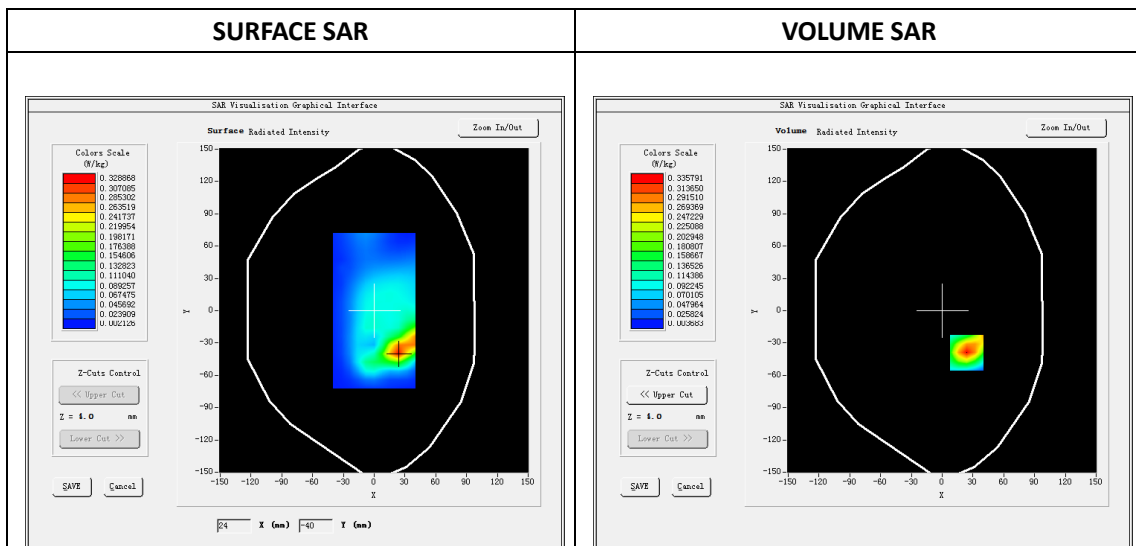 SURFACE SAR
VOLUME SAR
SAR Visualisation Graphical Interface
Surface Radiated Intensity
Zoom In/Out
Colors Scale
(W/kg)
0.328868
0.307085
0.285302
0.263519
0.241737
0.219954
0.198171
0.176388
0.154606
0.132823
0.111040
0.089257
0.067475
0.045692
0.023909
0.002126
150
120
90
60
30
0
-30
-60
-90
-120
-150
Y
-150 -120 -90 -60 -30 0 30 60 90 120 150
X
Z-Cuts Control
<< Upper Cut
Z = 4.0 mm
Lower Cut >>
SAVE Cancel
24 X (mm) -40 Y (mm)
SAR Visualisation Graphical Interface
Volume Radiated Intensity
Zoom In/Out
Colors Scale
(W/kg)
0.335791
0.313650
0.291510
0.269369
0.247229
0.225088
0.202948
0.180807
0.158667
0.136526
0.114386
0.092245
0.070105
0.047964
0.025824
0.003683
150
120
90
60
30
0
-30
-60
-90
-120
-150
Y
-150 -120 -90 -60 -30 0 30 60 90 120 150
X
Z-Cuts Control
<< Upper Cut
Z = 4.0 mm
Lower Cut >>
SAVE Cancel